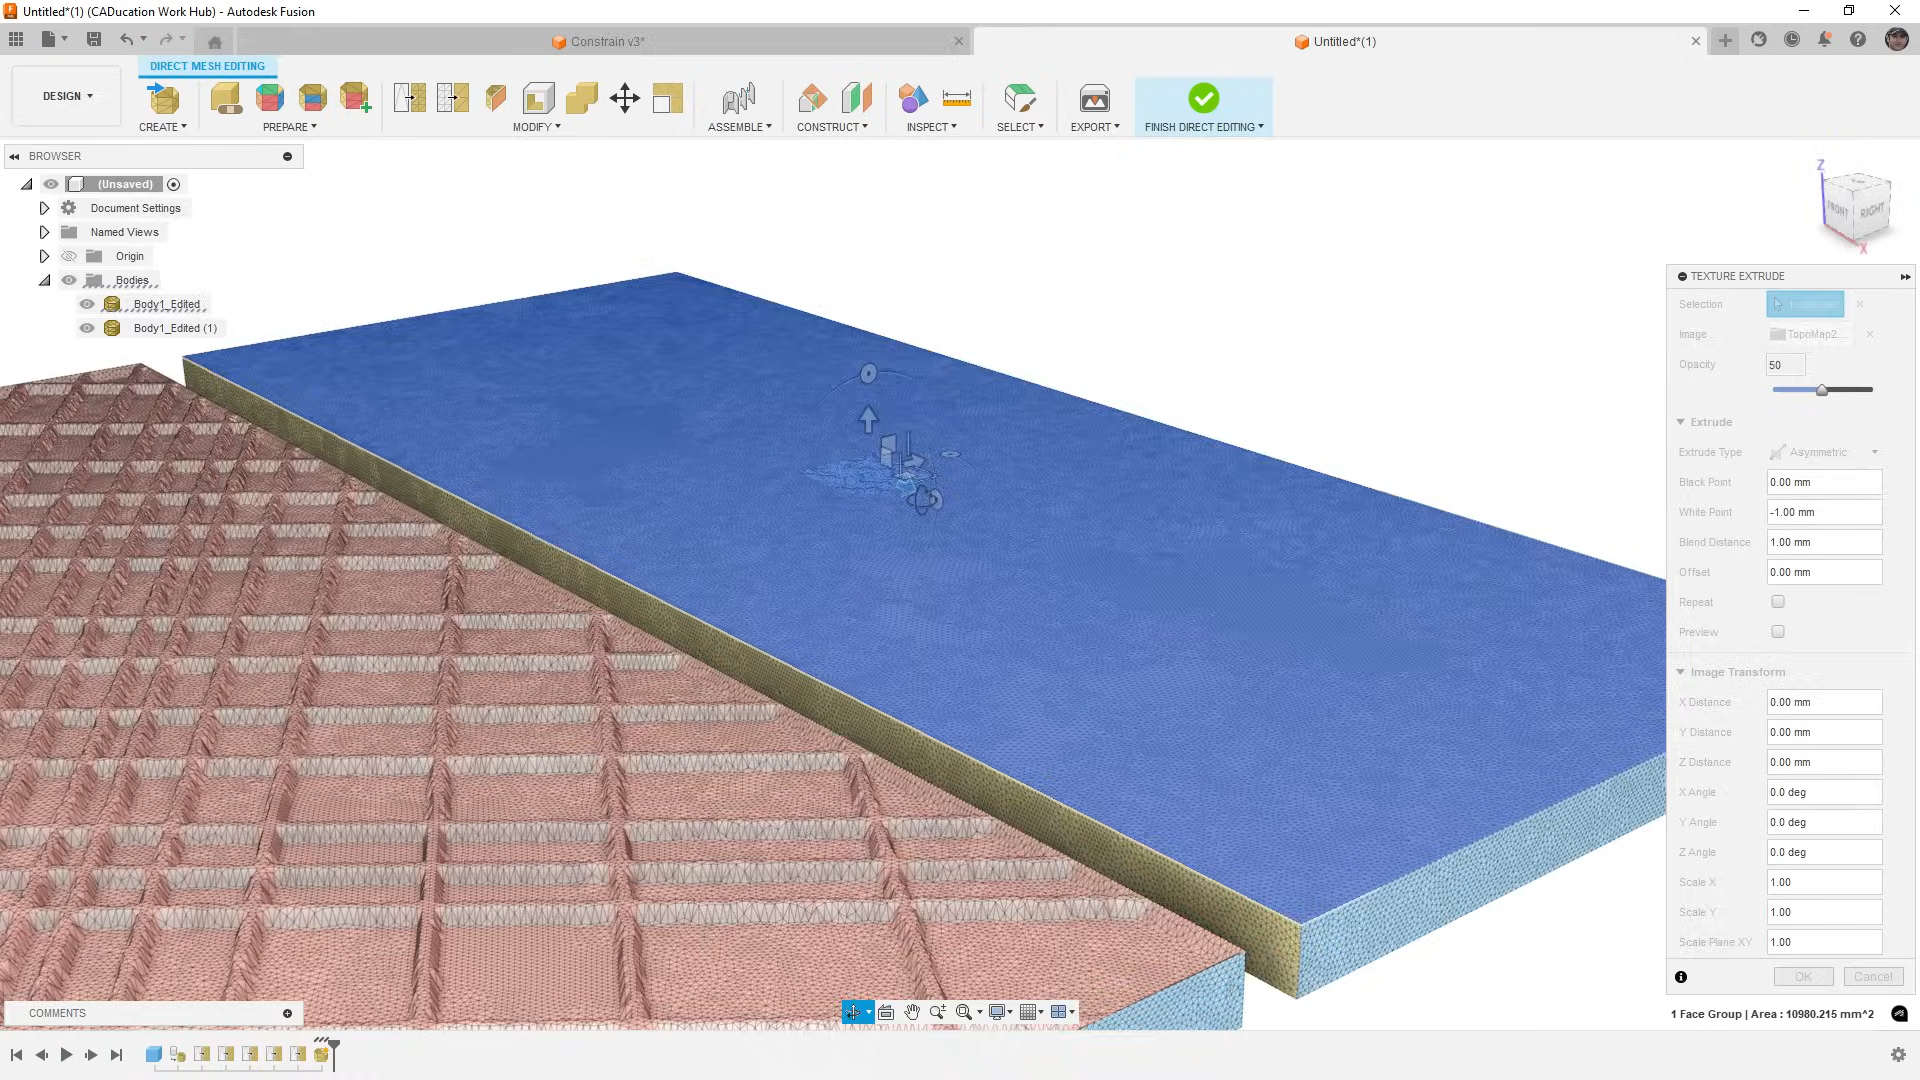 Untitled*(1) (CADucation Work Hub) - Autodesk Fusion
Constrain v3*
Untitled*(1)
DIRECT MESH EDITING
DESIGN
CREATE
PREPARE
MODIFY
ASSEMBLE
CONSTRUCT
INSPECT
SELECT
EXPORT
FINISH DIRECT EDITING
BROWSER
(Unsaved)
Document Settings
Named Views
Origin
Bodies
Body1_Edited
Body1_Edited (1)
Z
FRONT
RIGHT
X
TEXTURE EXTRUDE
Selection
Image
TopoMap2...
Opacity
50
Extrude
Extrude Type
Asymmetric
Black Point
0.00 mm
White Point
-1.00 mm
Blend Distance
1.00 mm
Offset
0.00 mm
Repeat
Preview
Image Transform
X Distance
0.00 mm
Y Distance
0.00 mm
Z Distance
0.00 mm
X Angle
0.0 deg
Y Angle
0.0 deg
Z Angle
0.0 deg
Scale X
1.00
Scale Y
1.00
Scale Plane XY
1.00
OK
Cancel
COMMENTS
1 Face Group | Area : 10980.215 mm^2